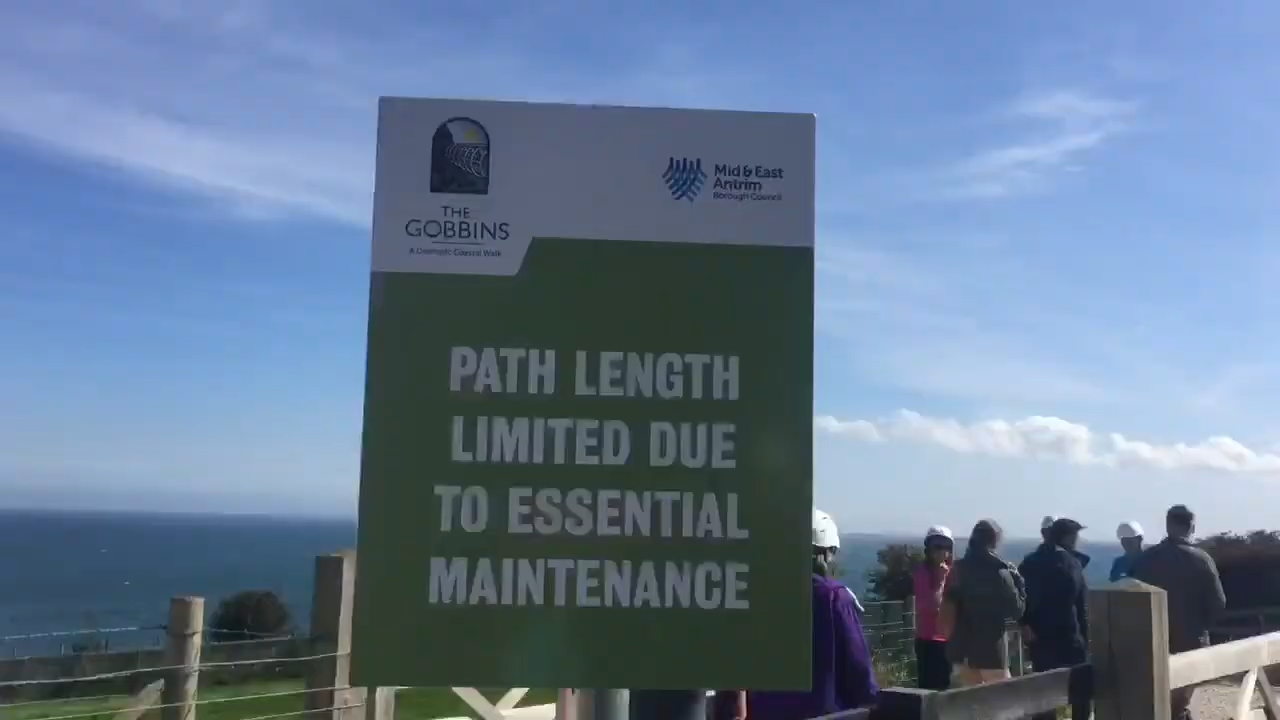 THE
GOBBINS
A Dramatic Coastal Walk
Mid & East
Antrim
Borough Council
PATH LENGTH
LIMITED DUE
TO ESSENTIAL
MAINTENANCE